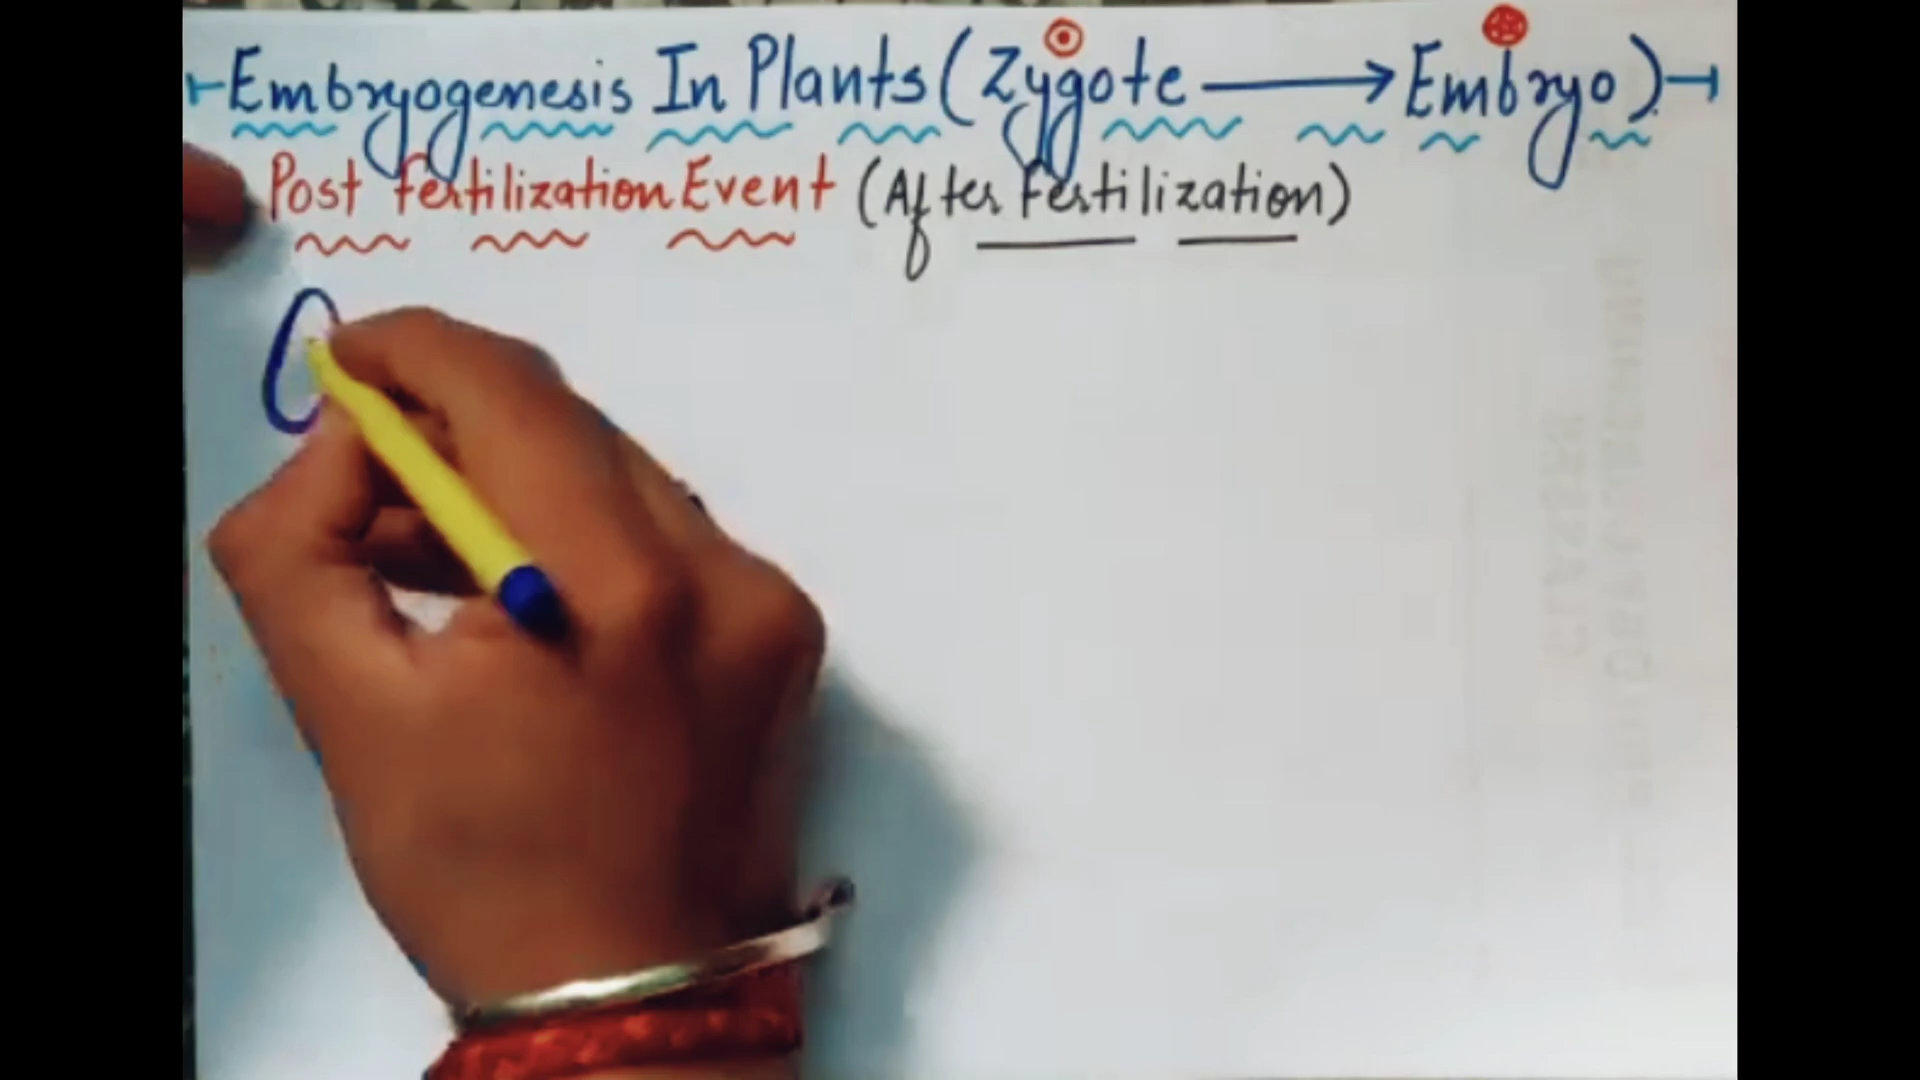 Embryogenesis In Plants (Zygote → Embryo)
Post fertilization Event (After Fertilization)